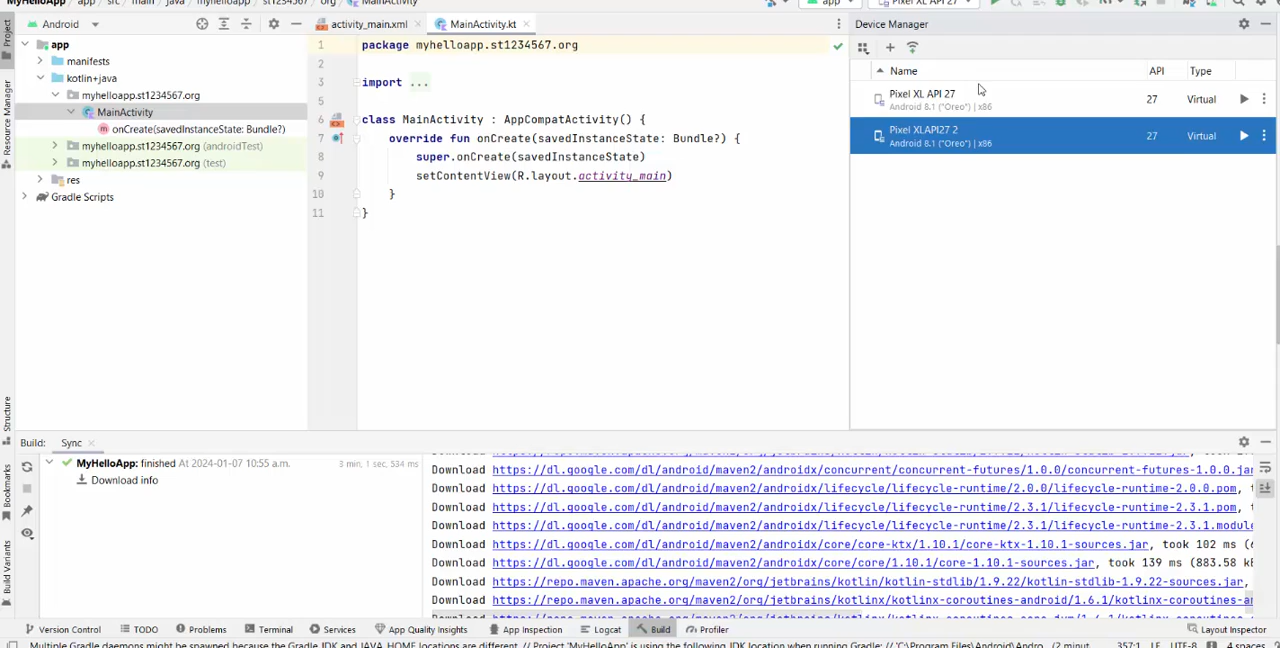 MyHelloApp app src main java myhelloapp st1234567 org MainActivity
app Pixel XL API 27
Android
activity_main.xml
MainActivity.kt
Device Manager
Project
Resource Manager
Structure
Bookmarks
Build Variants
app
manifests
kotlin+java
myhelloapp.st1234567.org
MainActivity
onCreate(savedInstanceState: Bundle?)
myhelloapp.st1234567.org (androidTest)
myhelloapp.st1234567.org (test)
res
Gradle Scripts
1 package myhelloapp.st1234567.org
2
3 import ...
5
6 class MainActivity : AppCompatActivity() {
7 override fun onCreate(savedInstanceState: Bundle?) {
8 super.onCreate(savedInstanceState)
9 setContentView(R.layout.activity_main)
10 }
11 }
Name API Type
Pixel XL API 27
Android 8.1 ("Oreo") | x86
27 Virtual
Pixel XLAPI27 2
Android 8.1 ("Oreo") | x86
27 Virtual
Build: Sync
MyHelloApp: finished At 2024-01-07 10:55 a.m. 3 min, 1 sec, 534 ms
Download info
Download https://dl.google.com/dl/android/maven2/androidx/concurrent/concurrent-futures/1.0.0/concurrent-futures-1.0.0.jar
Download https://dl.google.com/dl/android/maven2/androidx/lifecycle/lifecycle-runtime/2.0.0/lifecycle-runtime-2.0.0.pom, t
Download https://dl.google.com/dl/android/maven2/androidx/lifecycle/lifecycle-runtime/2.3.1/lifecycle-runtime-2.3.1.pom, t
Download https://dl.google.com/dl/android/maven2/androidx/lifecycle/lifecycle-runtime/2.3.1/lifecycle-runtime-2.3.1.module
Download https://dl.google.com/dl/android/maven2/androidx/core/core-ktx/1.10.1/core-ktx-1.10.1-sources.jar, took 102 ms (6
Download https://dl.google.com/dl/android/maven2/androidx/core/core/1.10.1/core-1.10.1-sources.jar, took 139 ms (883.58 k
Download https://repo.maven.apache.org/maven2/org/jetbrains/kotlin/kotlin-stdlib/1.9.22/kotlin-stdlib-1.9.22-sources.jar,
Download https://repo.maven.apache.org/maven2/org/jetbrains/kotlinx/kotlinx-coroutines-android/1.6.1/kotlinx-coroutines-an
Version Control TODO Problems Terminal Services App Quality Insights App Inspection Logcat Build Profiler Layout Inspector
Multiple Gradle daemons might be spawned because the Gradle JDK and JAVA_HOME locations are different. // Project 'MyHelloApp' is using the following JDK location when running Gradle: // 'C:\Program Files\Android\Andro... (2 minut 357:1 LF UTF-8 4 spaces